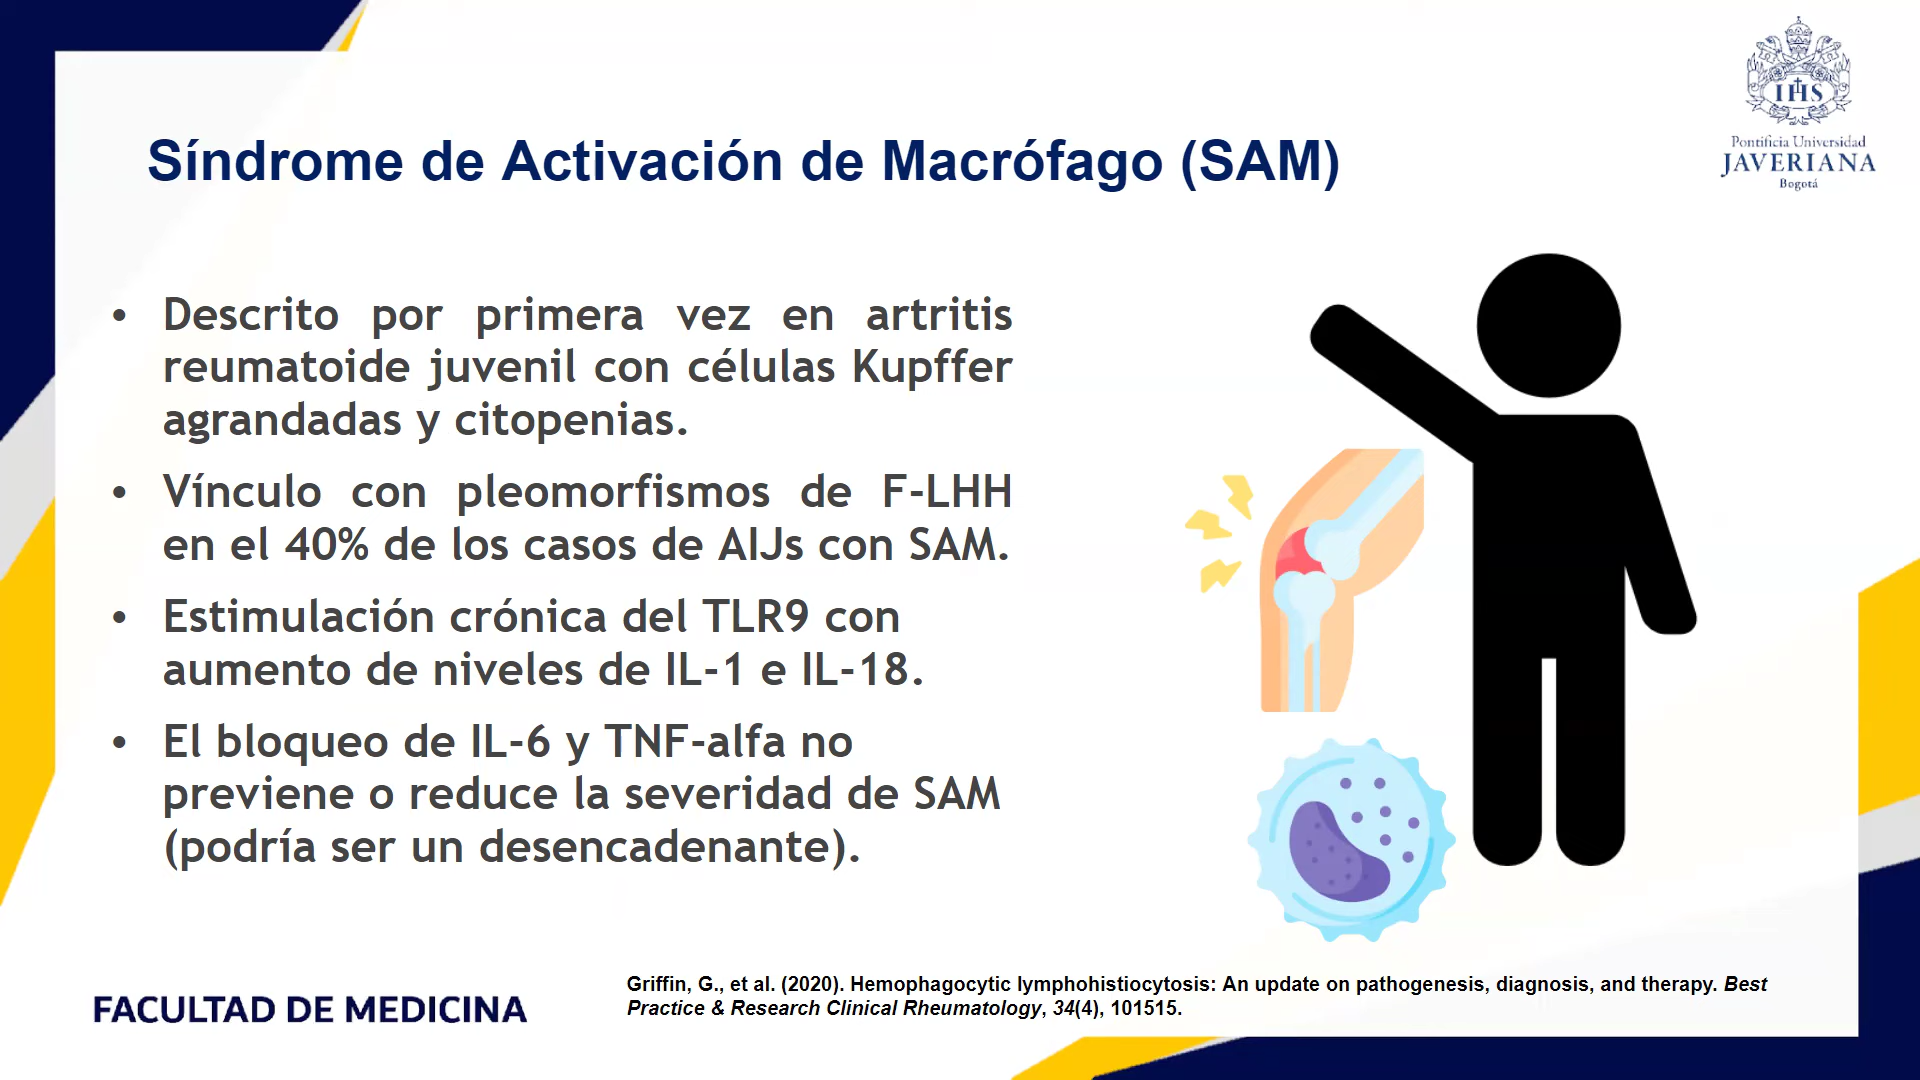 IHS
Pontificia Universidad
JAVERIANA
Bogotá
Síndrome de Activación de Macrófago (SAM)
• Descrito por primera vez en artritis
reumatoide juvenil con células Kupffer
agrandadas y citopenias.
• Vínculo con pleomorfismos de F-LHH
en el 40% de los casos de AIJs con SAM.
• Estimulación crónica del TLR9 con
aumento de niveles de IL-1 e IL-18.
• El bloqueo de IL-6 y TNF-alfa no
previene o reduce la severidad de SAM
(podría ser un desencadenante).
FACULTAD DE MEDICINA
Griffin, G., et al. (2020). Hemophagocytic lymphohistiocytosis: An update on pathogenesis, diagnosis, and therapy. Best
Practice & Research Clinical Rheumatology, 34(4), 101515.